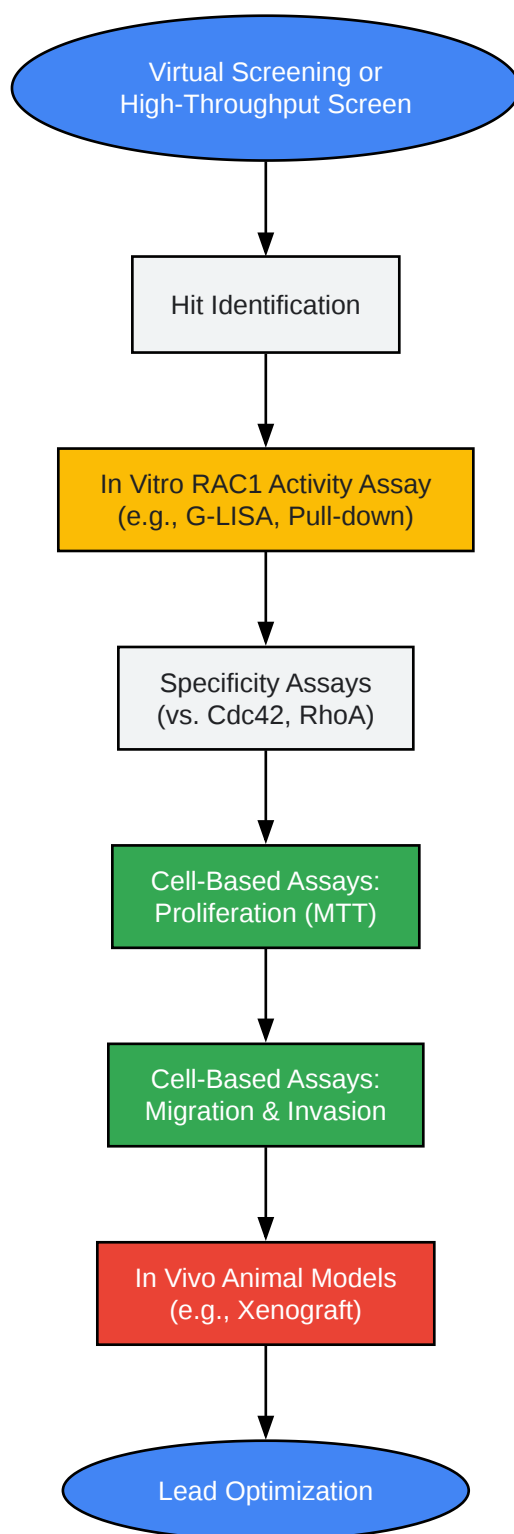 Virtual Screening or
High-Throughput Screen
Hit Identification
In Vitro RAC1 Activity Assay
(e.g., G-LISA, Pull-down)
Specificity Assays
(vs. Cdc42, RhoA)
Cell-Based Assays:
Proliferation (MTT)
Cell-Based Assays:
Migration & Invasion
In Vivo Animal Models
(e.g., Xenograft)
Lead Optimization